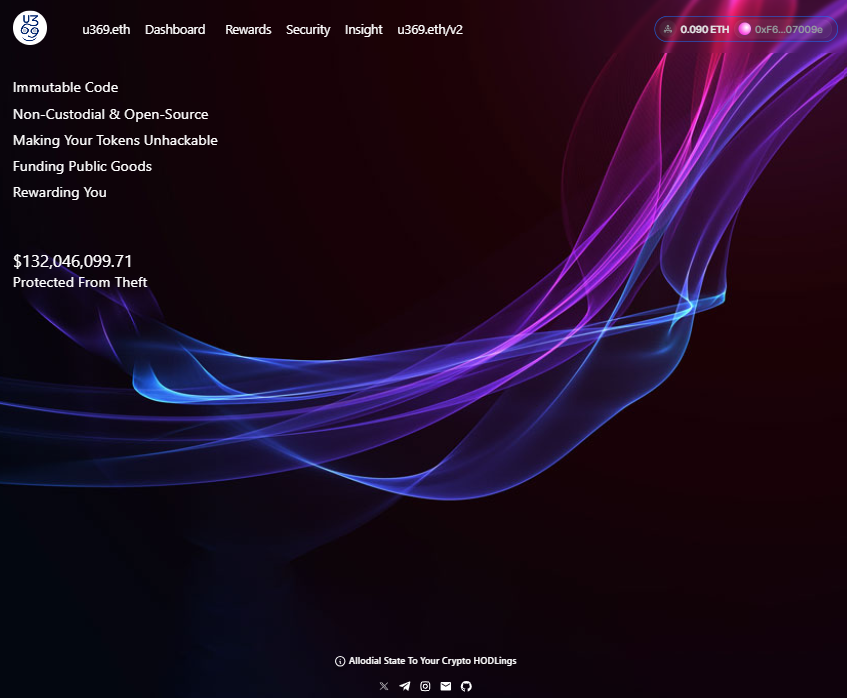 U3
69
u369.eth Dashboard Rewards Security Insight u369.eth/v2 0.090 ETH 0xF6...07009e
Immutable Code
Non-Custodial & Open-Source
Making Your Tokens Unhackable
Funding Public Goods
Rewarding You
$132,046,099.71
Protected From Theft
Allodial State To Your Crypto HODLings